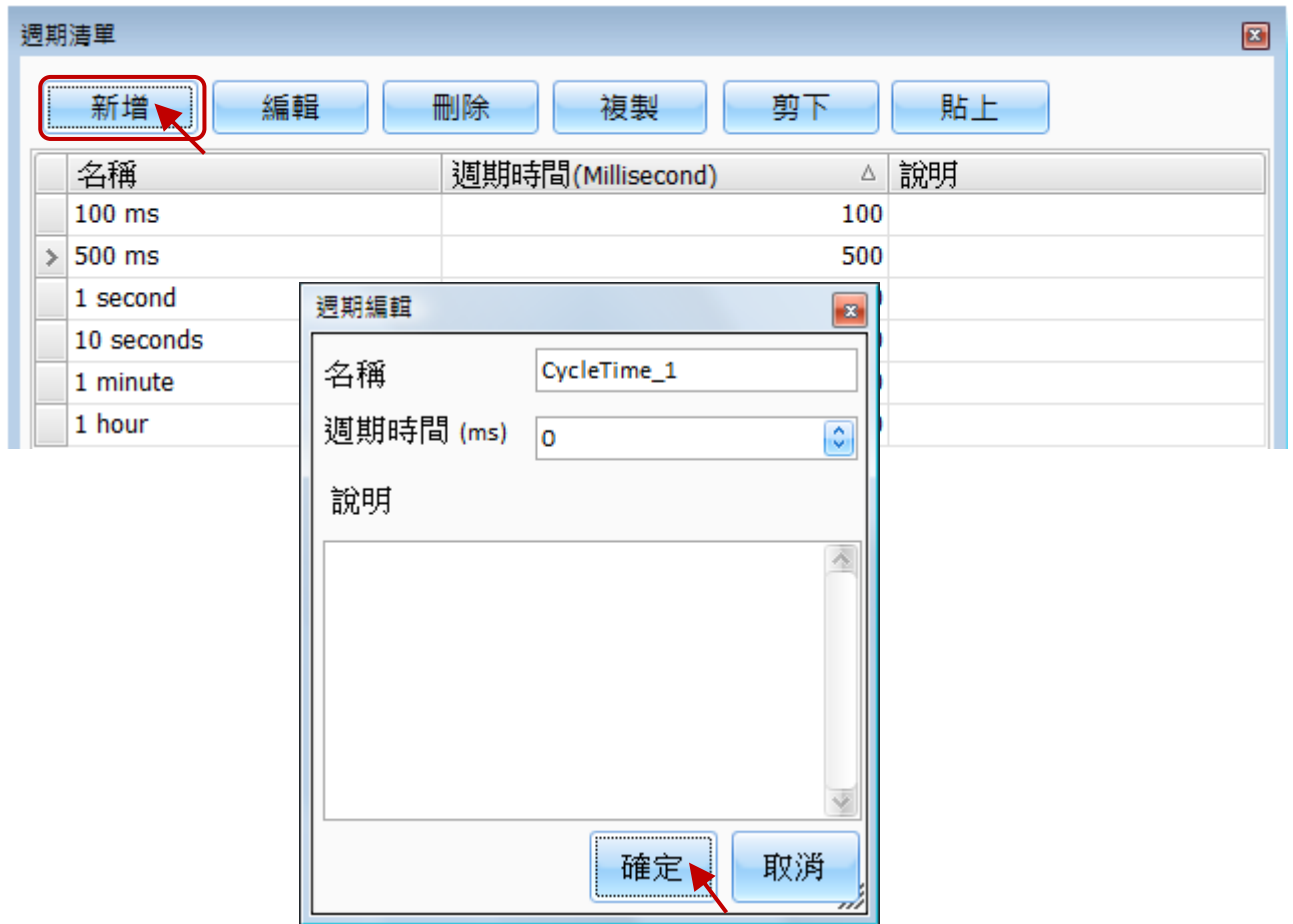 週期清單
新增 編輯 刪除 複製 剪下 貼上
名稱 週期時間(Millisecond) 說明
100 ms 100
500 ms 500
1 second
10 seconds
1 minute
1 hour
週期編輯
名稱 CycleTime_1
週期時間 (ms) 0
說明
確定 取消